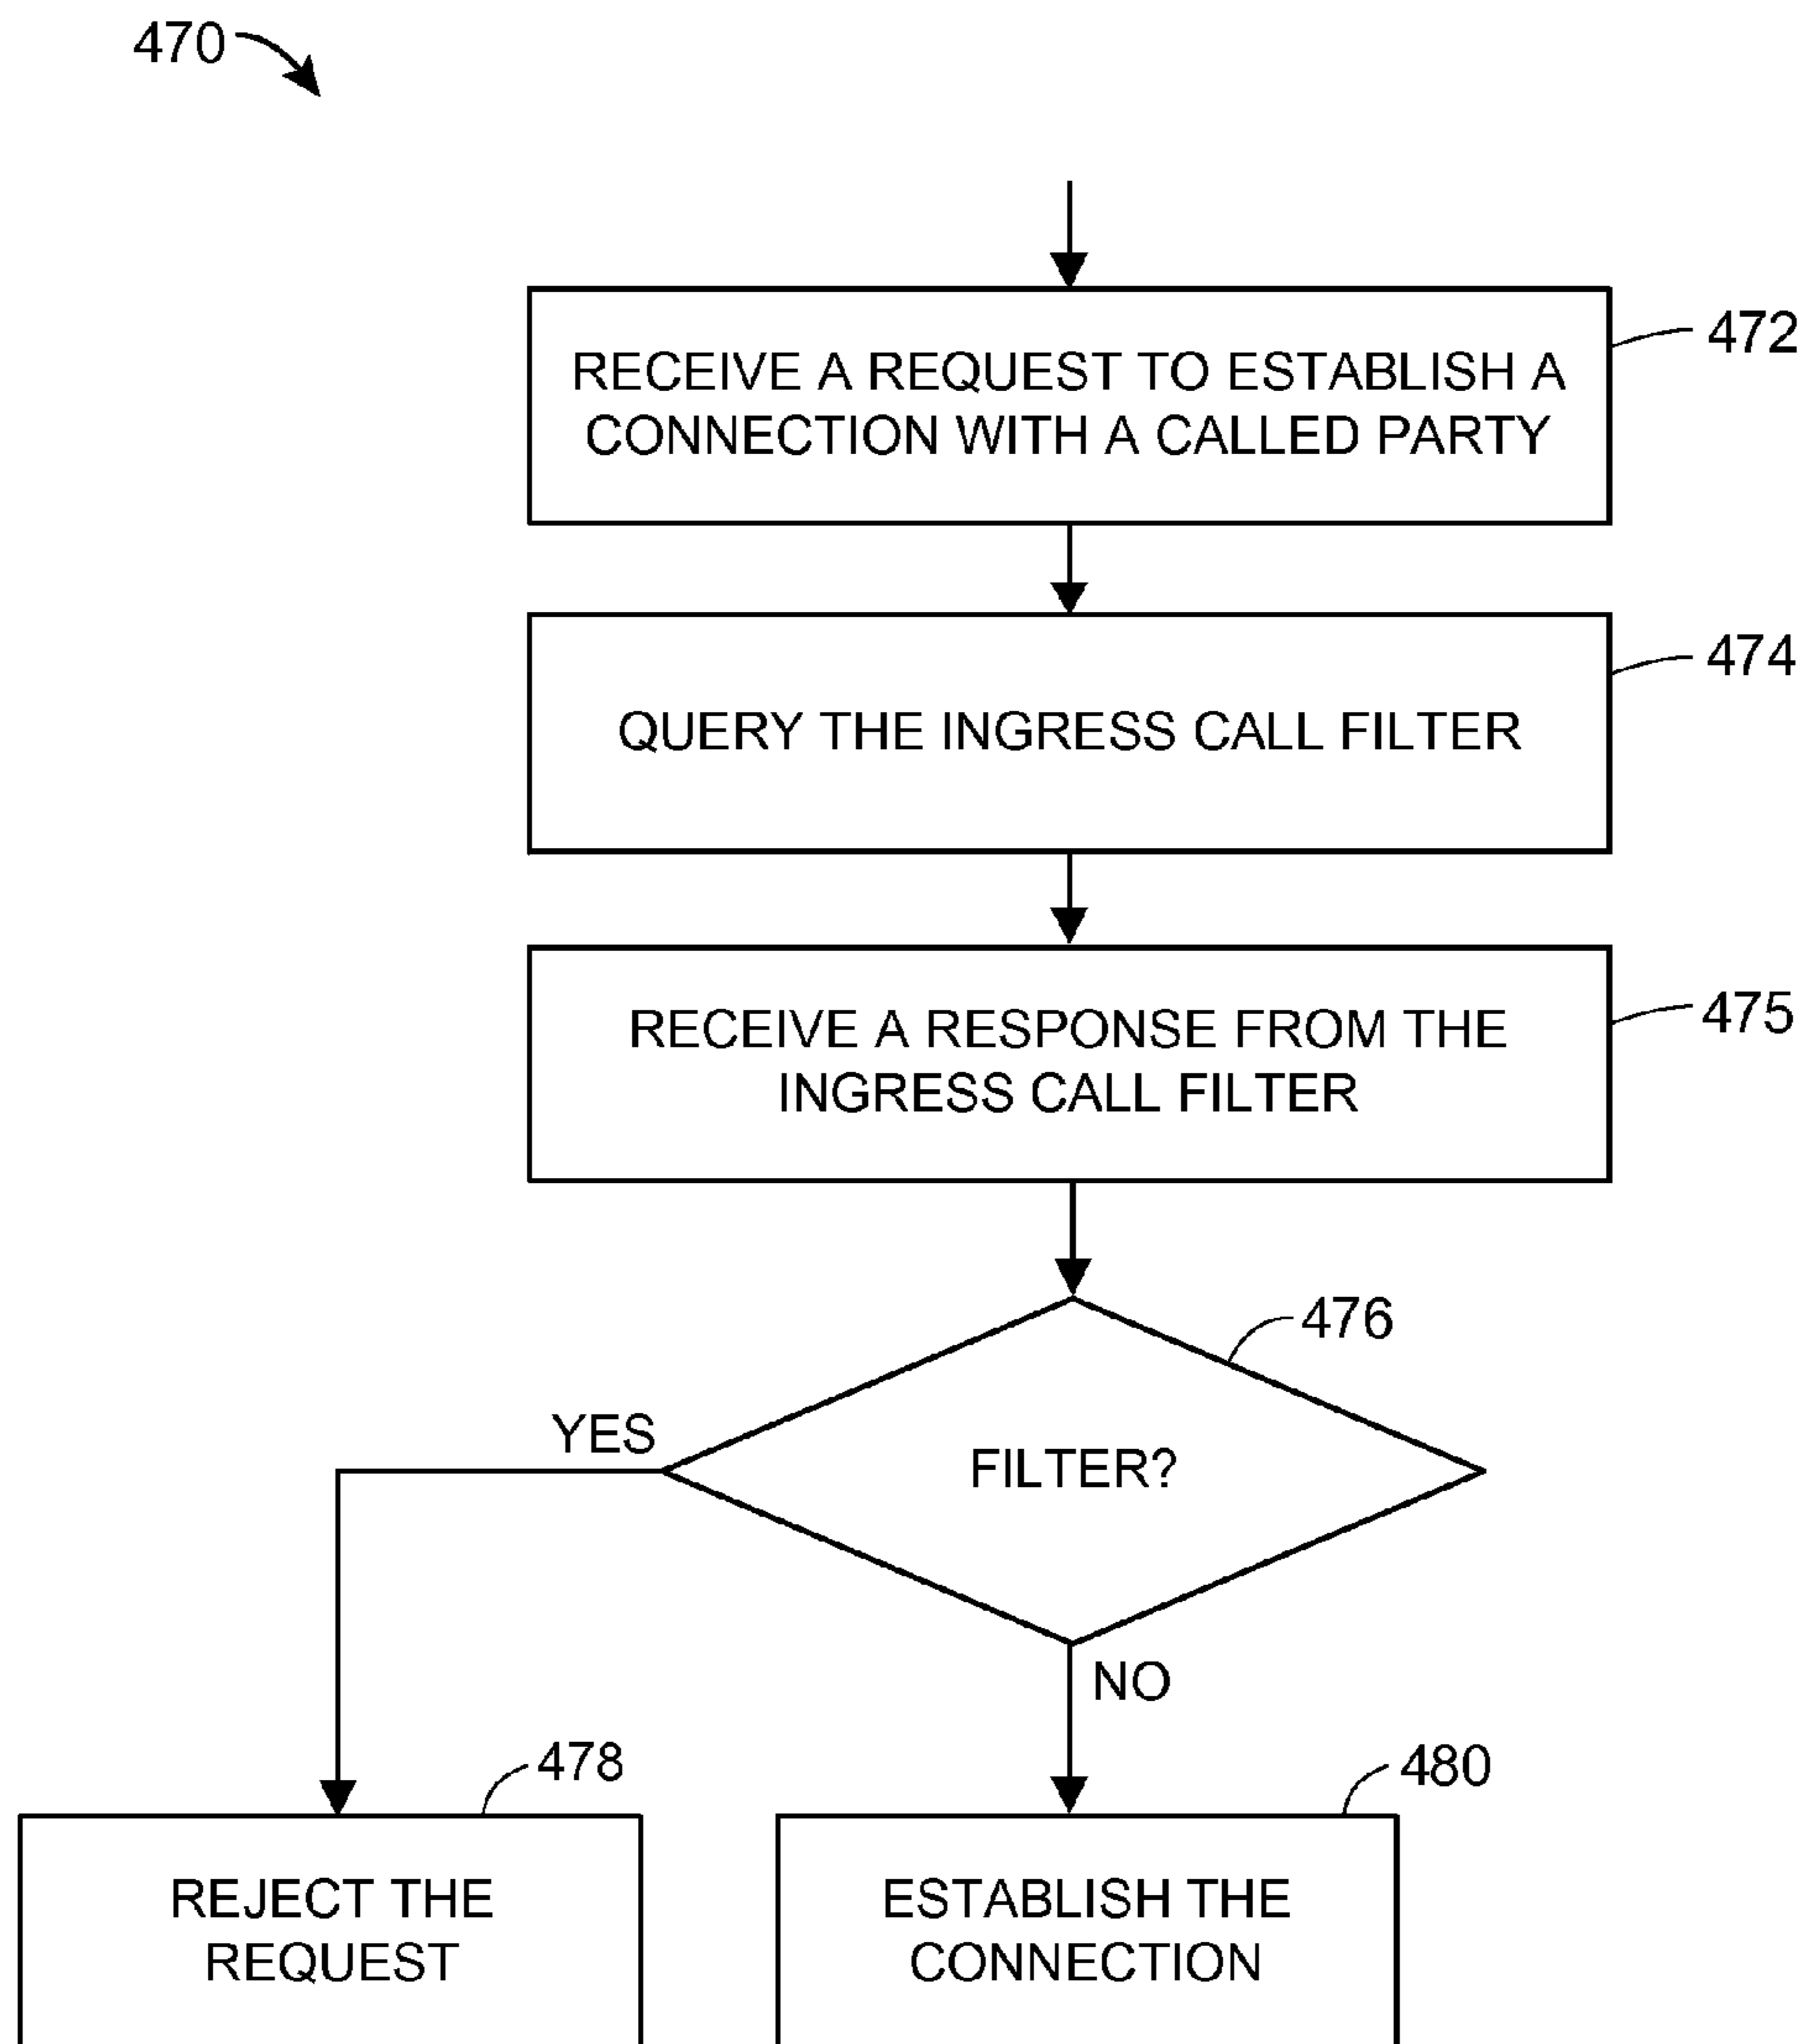 470
RECEIVE A REQUEST TO ESTABLISH A
CONNECTION WITH A CALLED PARTY
472
QUERY THE INGRESS CALL FILTER
474
RECEIVE A RESPONSE FROM THE
INGRESS CALL FILTER
475
476
FILTER?
YES
NO
478
REJECT THE
REQUEST
480
ESTABLISH THE
CONNECTION